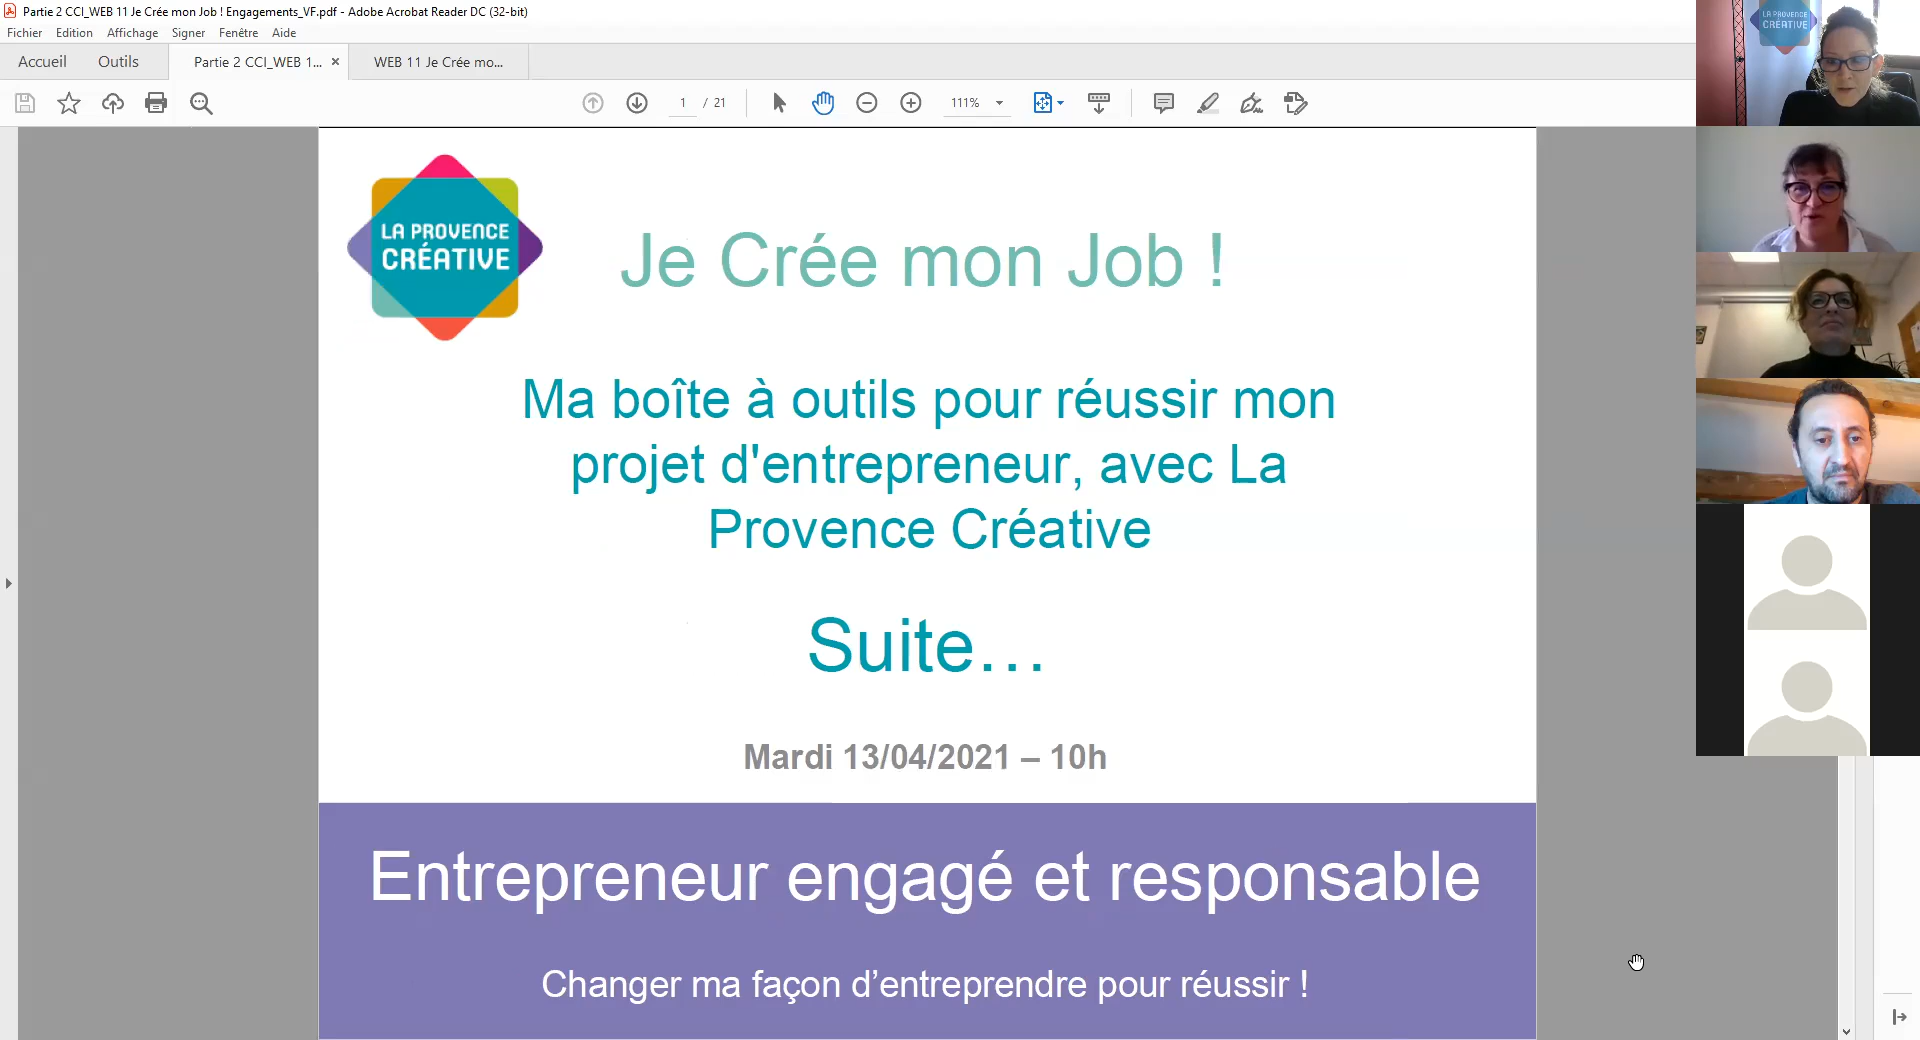 Partie 2 CCI_WEB 11 Je Crée mon Job ! Engagements_VF.pdf - Adobe Acrobat Reader DC (32-bit)
Fichier Edition Affichage Signer Fenêtre Aide
Accueil Outils Partie 2 CCI_WEB 1... × WEB 11 Je Crée mo...
1 / 21 111%
LA PROVENCE
CRÉATIVE
Je Crée mon Job !
Ma boîte à outils pour réussir mon
projet d'entrepreneur, avec La
Provence Créative
Suite…
Mardi 13/04/2021 – 10h
Entrepreneur engagé et responsable
Changer ma façon d’entreprendre pour réussir !
LA PROVENCE
CRÉATIVE